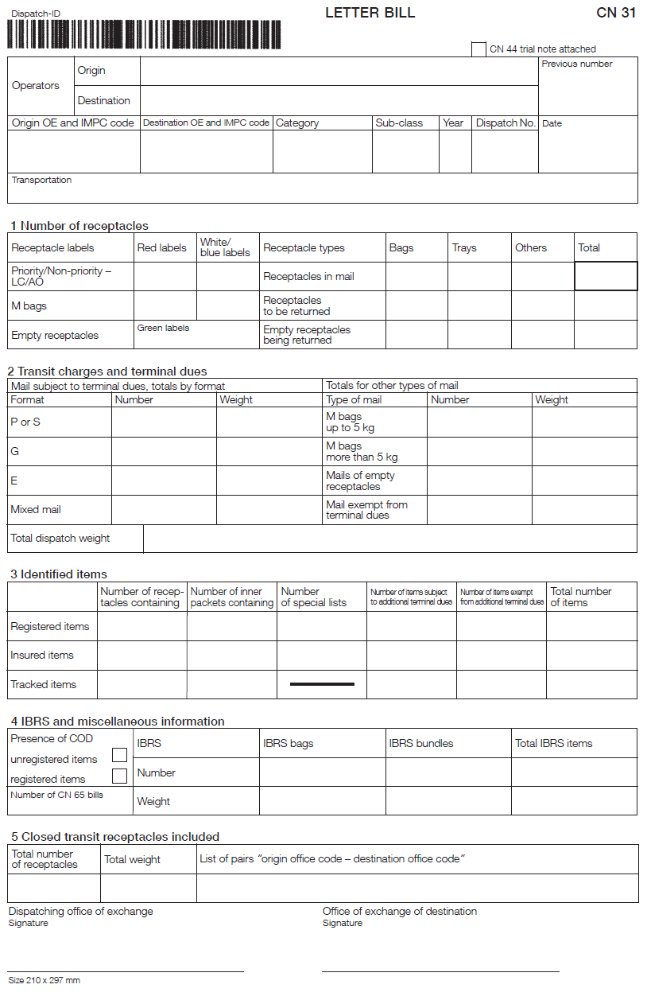 Dispatch-ID
LETTER BILL
CN 31
CN 44 trial note attached
Operators
Origin
Previous number
Destination
Origin OE and IMPC code
Destination OE and IMPC code
Category
Sub-class
Year
Dispatch No.
Date
Transportation
1 Number of receptacles
Receptacle labels
Red labels
White/
blue labels
Receptacle types
Bags
Trays
Others
Total
Priority/Non-priority –
LC/AO
Receptacles in mail
M bags
Receptacles
to be returned
Empty receptacles
Green labels
Empty receptacles
being returned
2 Transit charges and terminal dues
Mail subject to terminal dues, totals by format
Totals for other types of mail
Format
Number
Weight
Type of mail
Number
Weight
P or S
M bags
up to 5 kg
G
M bags
more than 5 kg
E
Mails of empty
receptacles
Mixed mail
Mail exempt from
terminal dues
Total dispatch weight
3 Identified items
Number of recep-
tacles containing
Number of inner
packets containing
Number
of special lists
Number of items subject
to additional terminal dues
Number of items exempt
from additional terminal dues
Total number
of items
Registered items
Insured items
Tracked items
4 IBRS and miscellaneous information
Presence of COD
unregistered items
registered items
IBRS
IBRS bags
IBRS bundles
Total IBRS items
Number
Number of CN 65 bills
Weight
5 Closed transit receptacles included
Total number
of receptacles
Total weight
List of pairs "origin office code – destination office code"
Dispatching office of exchange
Signature
Office of exchange of destination
Signature
Size 210 x 297 mm